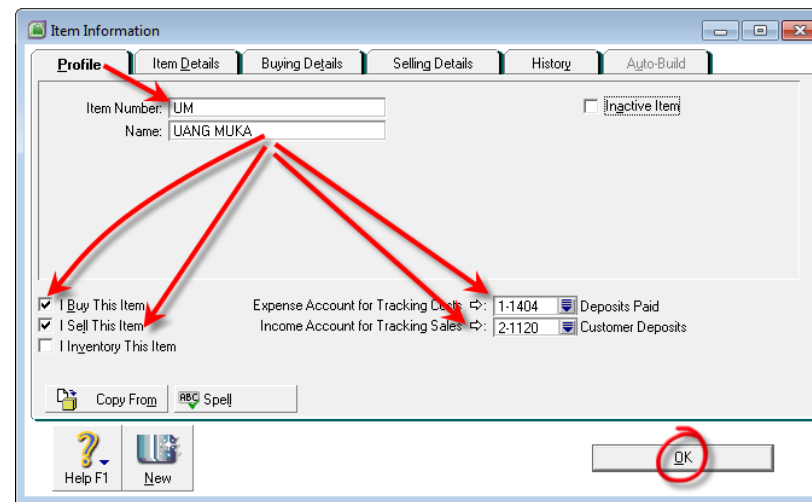 Item Information
Profile Item Details Buying Details Selling Details History Auto-Build
Item Number: UM
Inactive Item
Name: UANG MUKA
I Buy This Item Expense Account for Tracking Costs ⇨: 1-1404 Deposits Paid
I Sell This Item Income Account for Tracking Sales ⇨: 2-1120 Customer Deposits
I Inventory This Item
Copy From ABC Spell
Help F1 New OK